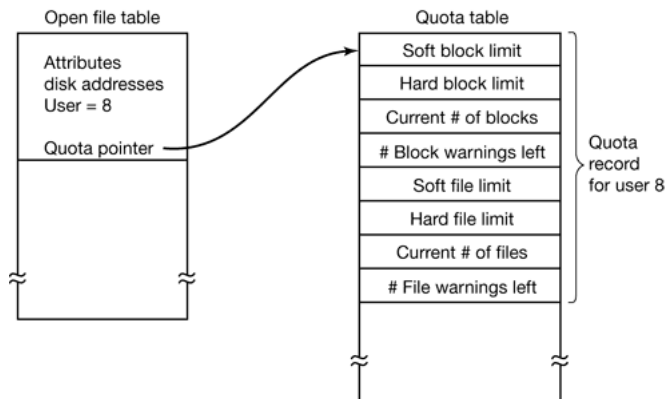 Open file table
Attributes
disk addresses
User = 8
Quota pointer
Quota table
Soft block limit
Hard block limit
Current # of blocks
# Block warnings left
Soft file limit
Hard file limit
Current # of files
# File warnings left
Quota
record
for user 8